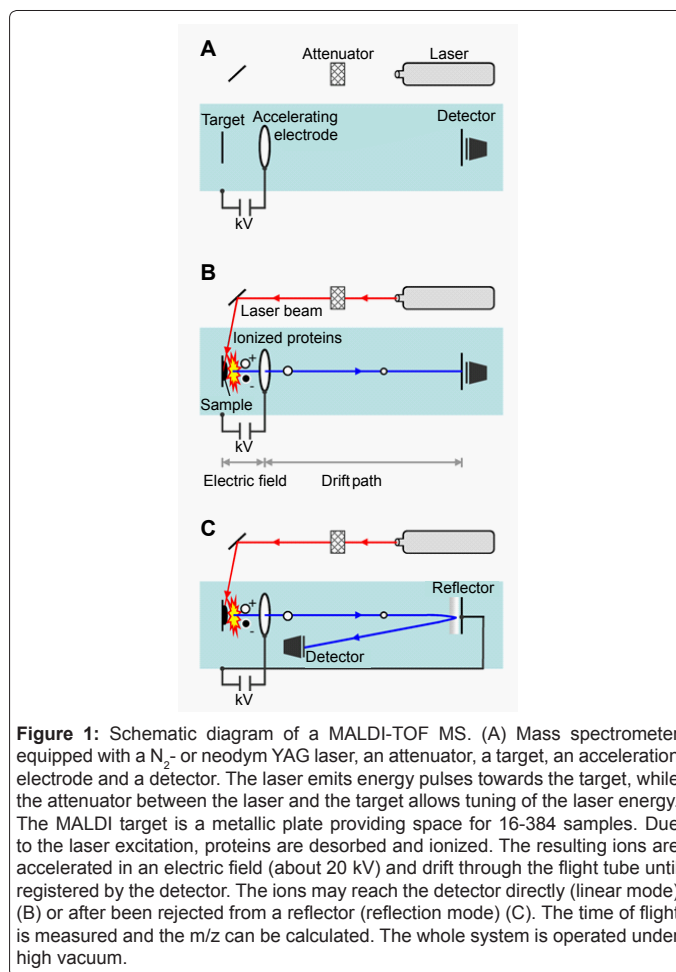 A
Attenuator
Laser
Target
Accelerating
electrode
Detector
kV
B
Laser beam
Ionized proteins
+
-
Sample
kV
Electric field
Drift path
C
Reflector
+
-
Detector
kV
Figure 1: Schematic diagram of a MALDI-TOF MS. (A) Mass spectrometer
equipped with a N2- or neodym YAG laser, an attenuator, a target, an acceleration
electrode and a detector. The laser emits energy pulses towards the target, while
the attenuator between the laser and the target allows tuning of the laser energy.
The MALDI target is a metallic plate providing space for 16-384 samples. Due
to the laser excitation, proteins are desorbed and ionized. The resulting ions are
accelerated in an electric field (about 20 kV) and drift through the flight tube until
registered by the detector. The ions may reach the detector directly (linear mode)
(B) or after been rejected from a reflector (reflection mode) (C). The time of flight
is measured and the m/z can be calculated. The whole system is operated under
high vacuum.